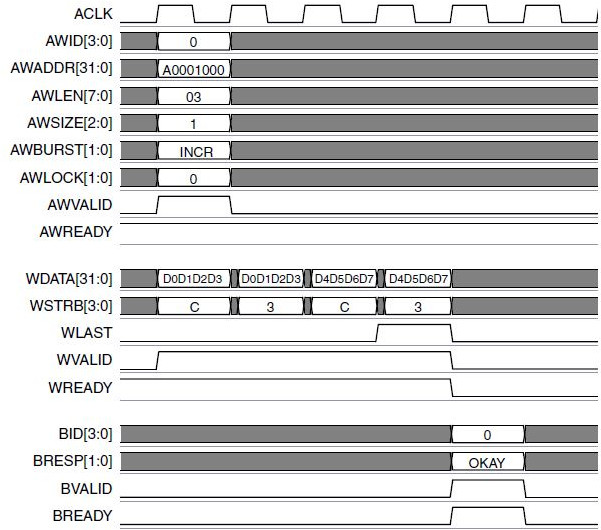 ACLK
AWID[3:0] 0
AWADDR[31:0] A0001000
AWLEN[7:0] 03
AWSIZE[2:0] 1
AWBURST[1:0] INCR
AWLOCK[1:0] 0
AWVALID
AWREADY
WDATA[31:0] D0D1D2D3 D0D1D2D3 D4D5D6D7 D4D5D6D7
WSTRB[3:0] C 3 C 3
WLAST
WVALID
WREADY
BID[3:0] 0
BRESP[1:0] OKAY
BVALID
BREADY